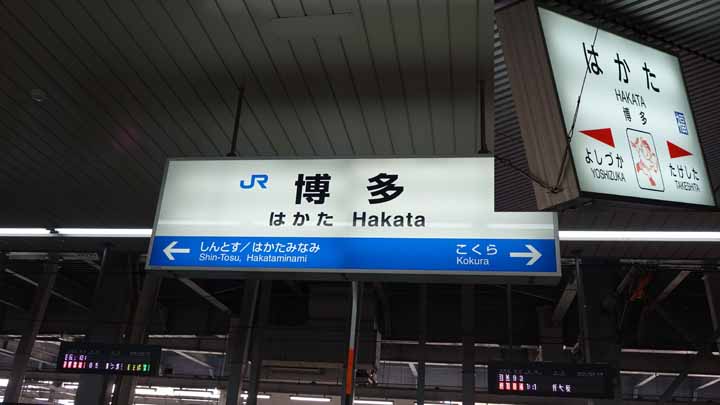 JR 博多
はかた Hakata
しんとす/はかたみなみ
Shin-Tosu, Hakataminami
こくら
Kokura
はかた
HAKATA
博多
よしづか
YOSHIZUKA
たけした
TAKESHITA